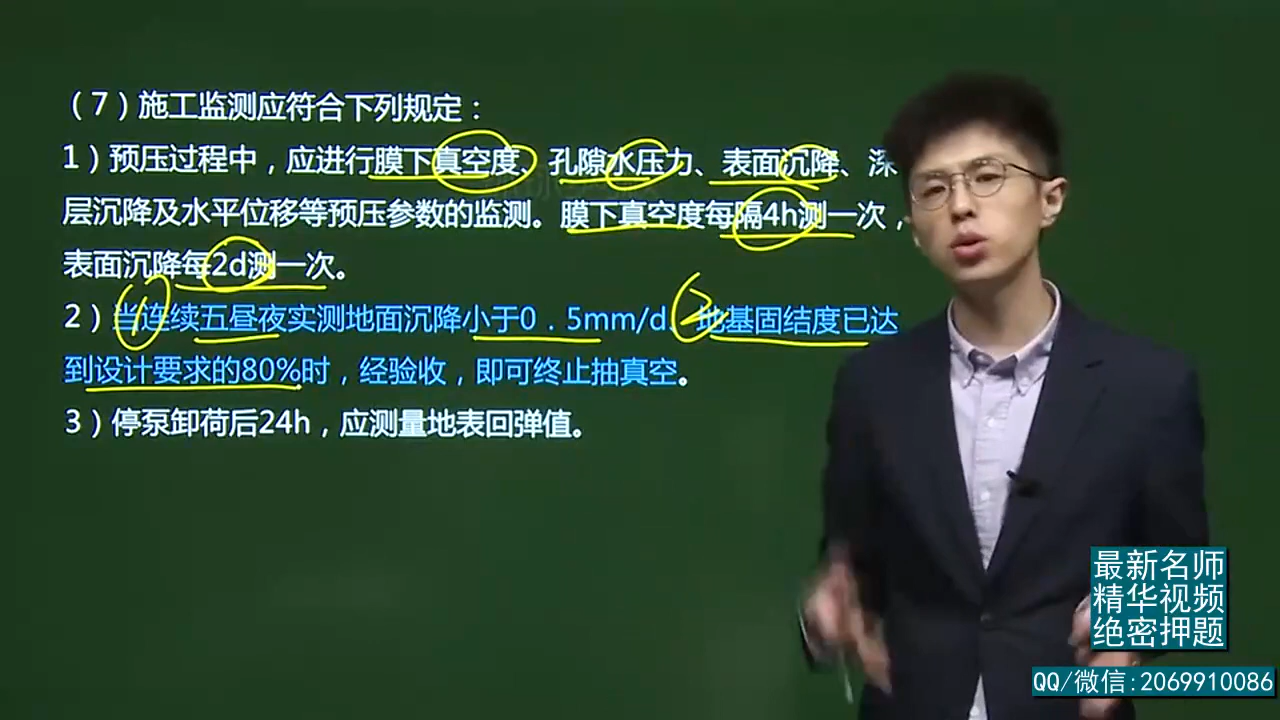 （7）施工监测应符合下列规定：
1）预压过程中，应进行膜下真空度、孔隙水压力、表面沉降、深
层沉降及水平位移等预压参数的监测。膜下真空度每隔4h测一次，
表面沉降每2d测一次。
2）当连续五昼夜实测地面沉降小于0．5mm/d、地基固结度已达
到设计要求的80%时，经验收，即可终止抽真空。
3）停泵卸荷后24h，应测量地表回弹值。
1
2
最新名师
精华视频
绝密押题
QQ/微信:2069910086